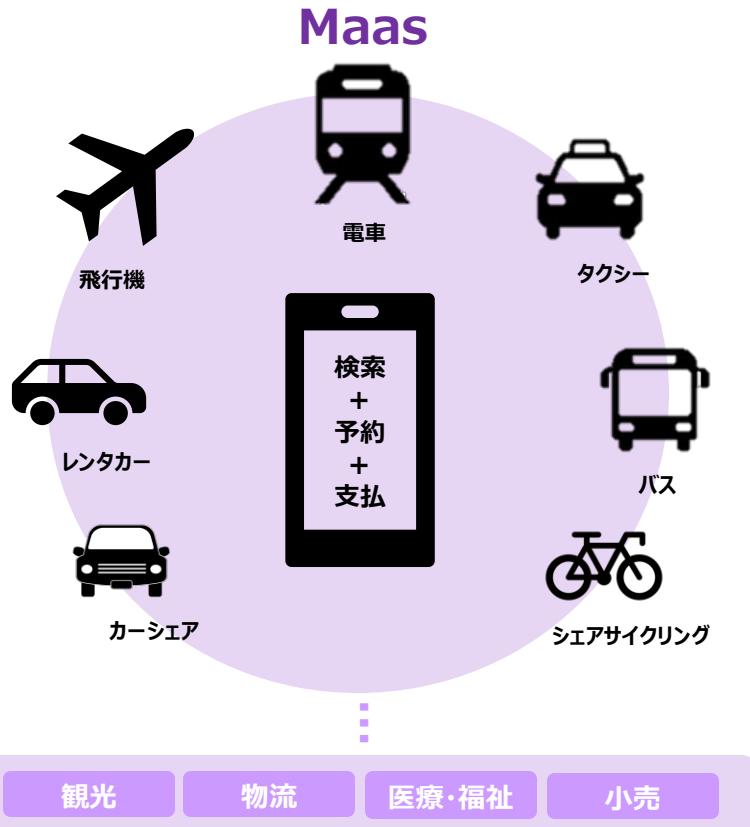 Maas
電車
タクシー
飛行機
検索
+
予約
+
支払
レンタカー
バス
カーシェア
シェアサイクリング
観光
物流
医療・福祉
小売